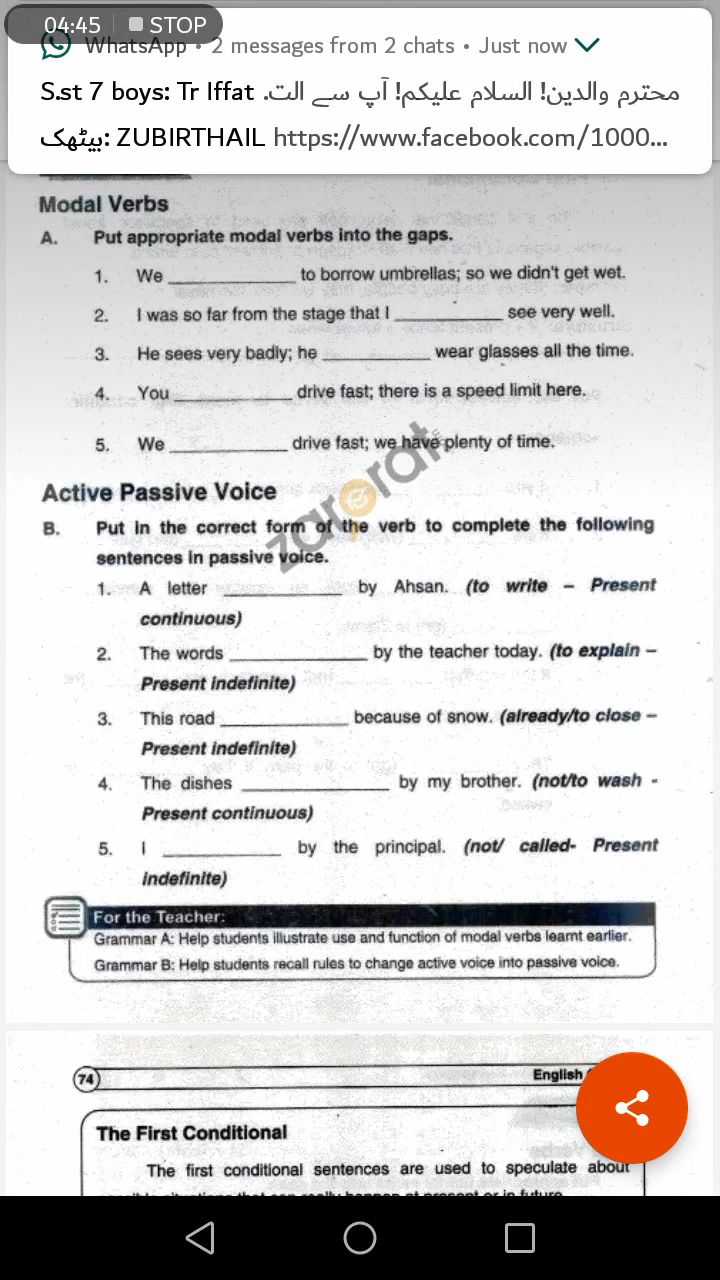 04:45 STOP
WhatsApp • 2 messages from 2 chats • Just now
S.st 7 boys: Tr Iffat محترم والدین! السلام علیکم! آپ سے الت.
بیٹھک: ZUBIRTHAIL https://www.facebook.com/1000...
Modal Verbs
A. Put appropriate modal verbs into the gaps.
1. We __________ to borrow umbrellas; so we didn't get wet.
2. I was so far from the stage that I __________ see very well.
3. He sees very badly; he __________ wear glasses all the time.
4. You __________ drive fast; there is a speed limit here.
5. We __________ drive fast; we have plenty of time.
zarorat
Active Passive Voice
B. Put in the correct form of the verb to complete the following
sentences in passive voice.
1. A letter __________ by Ahsan. (to write – Present
continuous)
2. The words __________ by the teacher today. (to explain –
Present indefinite)
3. This road __________ because of snow. (already/to close –
Present indefinite)
4. The dishes __________ by my brother. (not/to wash -
Present continuous)
5. I __________ by the principal. (not/ called- Present
indefinite)
For the Teacher:
Grammar A: Help students illustrate use and function of modal verbs learnt earlier.
Grammar B: Help students recall rules to change active voice into passive voice.
74 English
The First Conditional
The first conditional sentences are used to speculate about